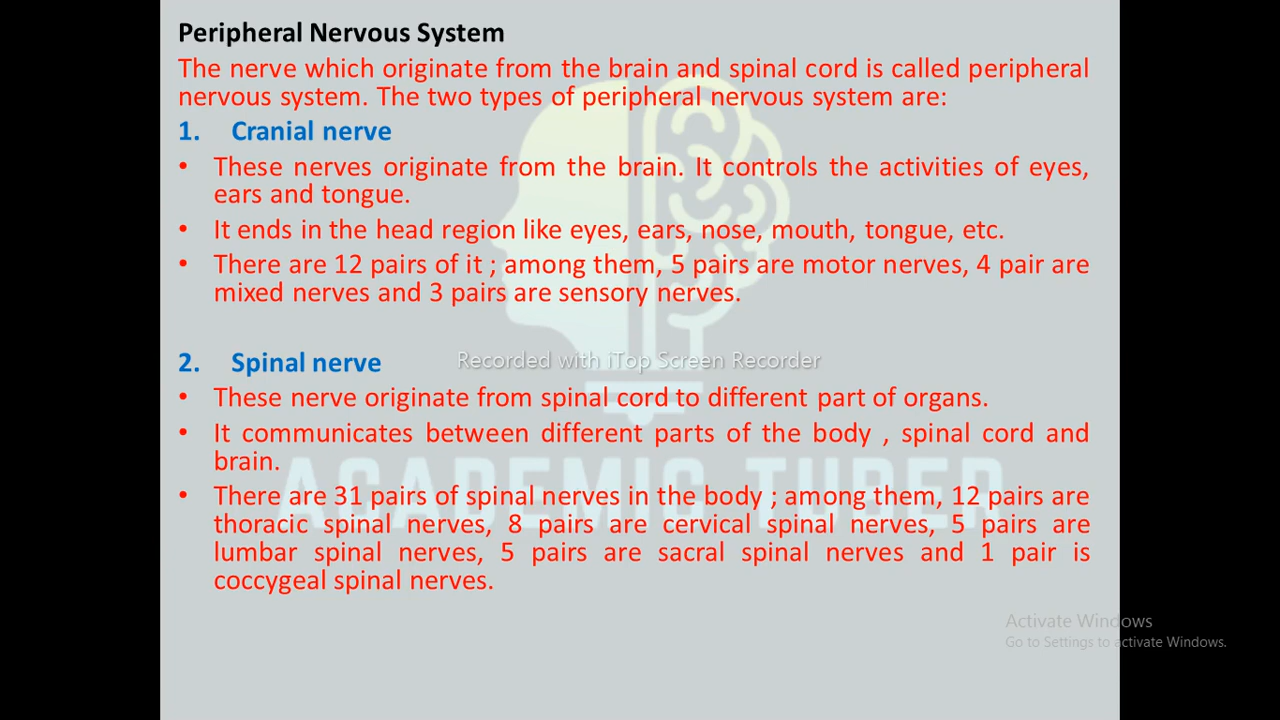 Peripheral Nervous System
The nerve which originate from the brain and spinal cord is called peripheral
nervous system. The two types of peripheral nervous system are:
1. Cranial nerve
• These nerves originate from the brain. It controls the activities of eyes,
ears and tongue.
• It ends in the head region like eyes, ears, nose, mouth, tongue, etc.
• There are 12 pairs of it ; among them, 5 pairs are motor nerves, 4 pair are
mixed nerves and 3 pairs are sensory nerves.
2. Spinal nerve
Recorded with iTop Screen Recorder
• These nerve originate from spinal cord to different part of organs.
• It communicates between different parts of the body , spinal cord and
brain.
ACADEMIC TUBER
• There are 31 pairs of spinal nerves in the body ; among them, 12 pairs are
thoracic spinal nerves, 8 pairs are cervical spinal nerves, 5 pairs are
lumbar spinal nerves, 5 pairs are sacral spinal nerves and 1 pair is
coccygeal spinal nerves.
Activate Windows
Go to Settings to activate Windows.